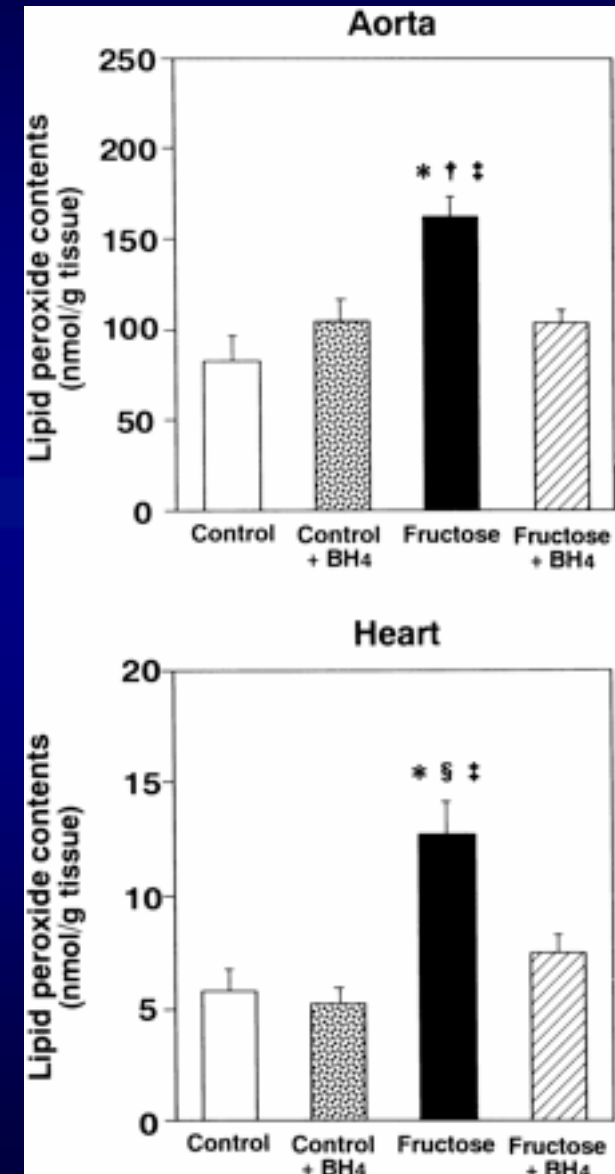 Aorta
Lipid peroxide contents
(nmol/g tissue)
250
200
150
100
50
0
* † ‡
Control
Control
+ BH4
Fructose
Fructose
+ BH4
Heart
Lipid peroxide contents
(nmol/g tissue)
20
15
10
5
0
* § ‡
Control
Control
+ BH4
Fructose
Fructose
+ BH4